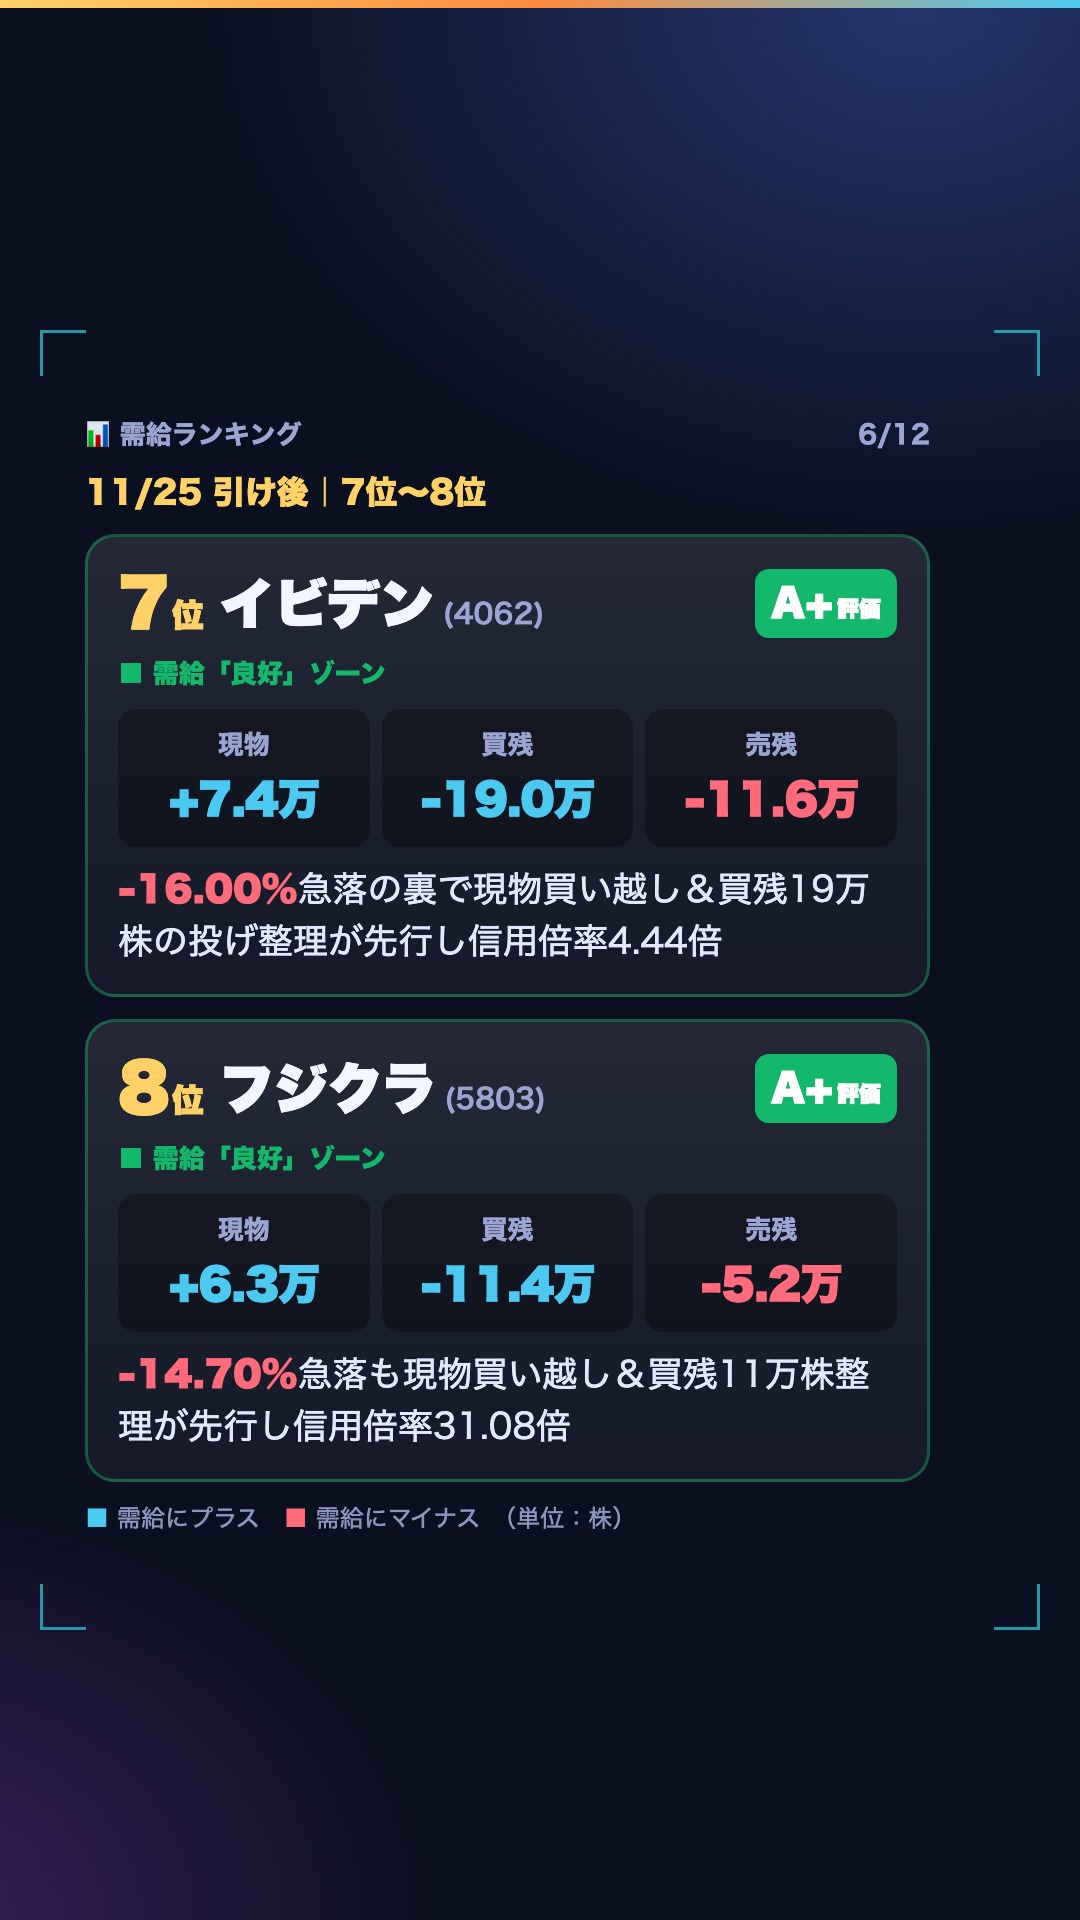 📊 需給ランキング 6/12
11/25 引け後｜7位〜8位
7位 イビデン (4062) A+評価
■ 需給「良好」ゾーン
現物 買残 売残
+7.4万 -19.0万 -11.6万
-16.00%急落の裏で現物買い越し＆買残19万
株の投げ整理が先行し信用倍率4.44倍
8位 フジクラ (5803) A+評価
■ 需給「良好」ゾーン
現物 買残 売残
+6.3万 -11.4万 -5.2万
-14.70%急落も現物買い越し＆買残11万株整
理が先行し信用倍率31.08倍
■ 需給にプラス ■ 需給にマイナス （単位：株）